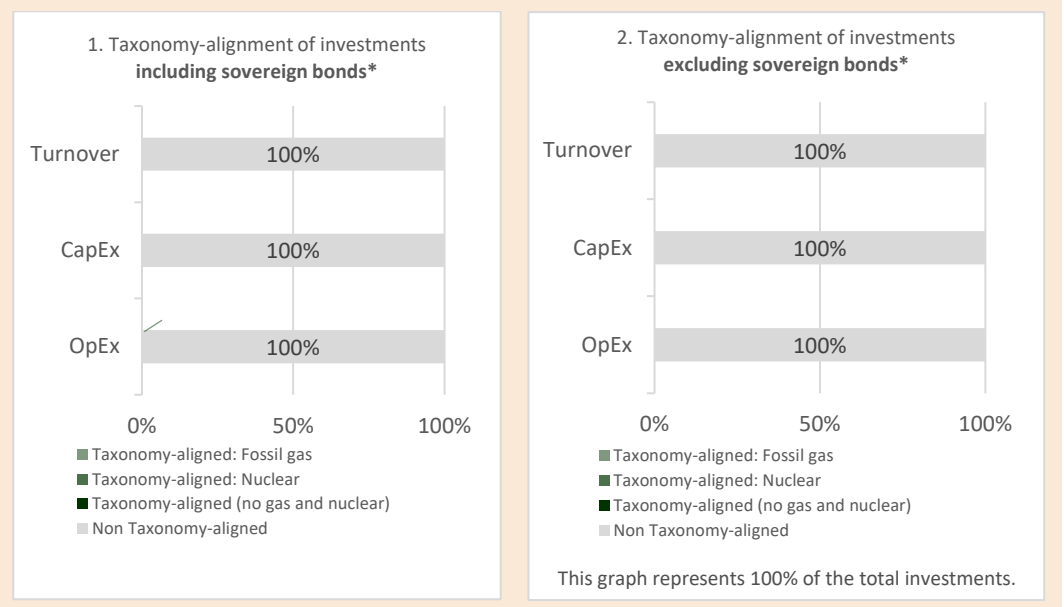 1. Taxonomy-alignment of investments
including sovereign bonds*
Turnover
100%
CapEx
100%
OpEx
100%
0%
50%
100%
Taxonomy-aligned: Fossil gas
Taxonomy-aligned: Nuclear
Taxonomy-aligned (no gas and nuclear)
Non Taxonomy-aligned
2. Taxonomy-alignment of investments
excluding sovereign bonds*
Turnover
100%
CapEx
100%
OpEx
100%
0%
50%
100%
Taxonomy-aligned: Fossil gas
Taxonomy-aligned: Nuclear
Taxonomy-aligned (no gas and nuclear)
Non Taxonomy-aligned
This graph represents 100% of the total investments.